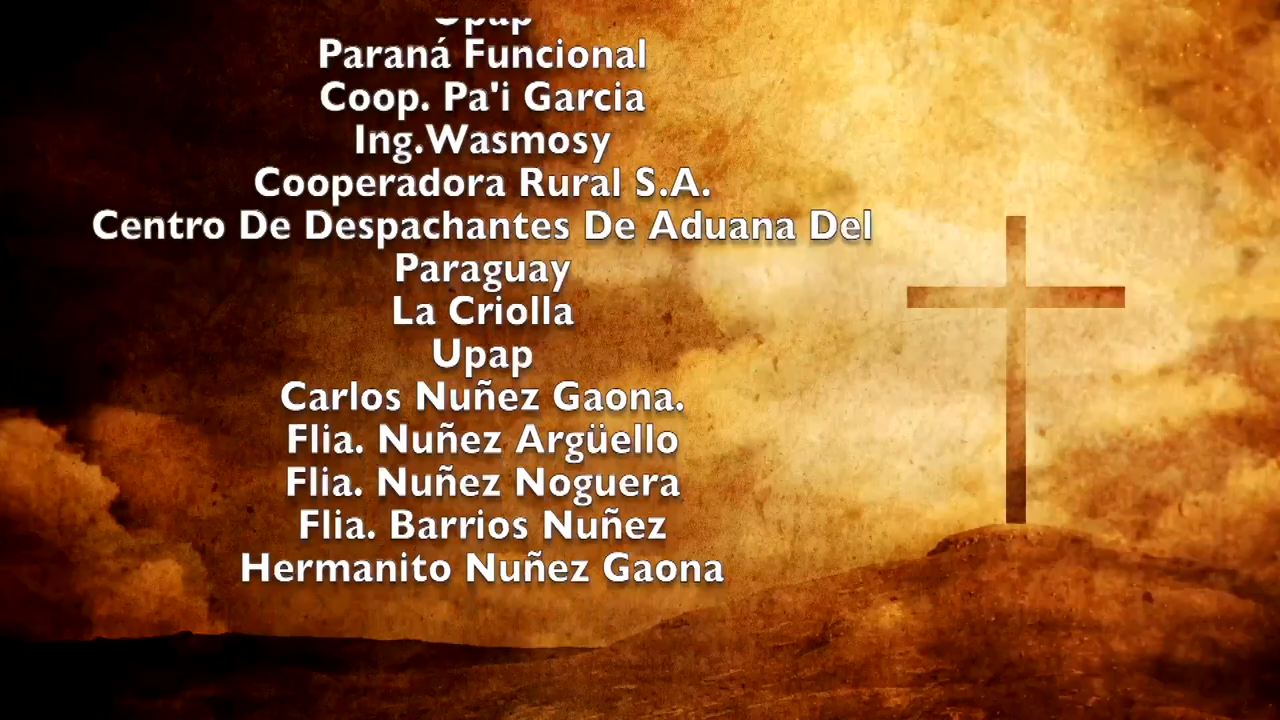 Paraná Funcional
Coop. Pa'i Garcia
Ing.Wasmosy
Cooperadora Rural S.A.
Centro De Despachantes De Aduana Del
Paraguay
La Criolla
Upap
Carlos Nuñez Gaona.
Flia. Nuñez Argüello
Flia. Nuñez Noguera
Flia. Barrios Nuñez
Hermanito Nuñez Gaona